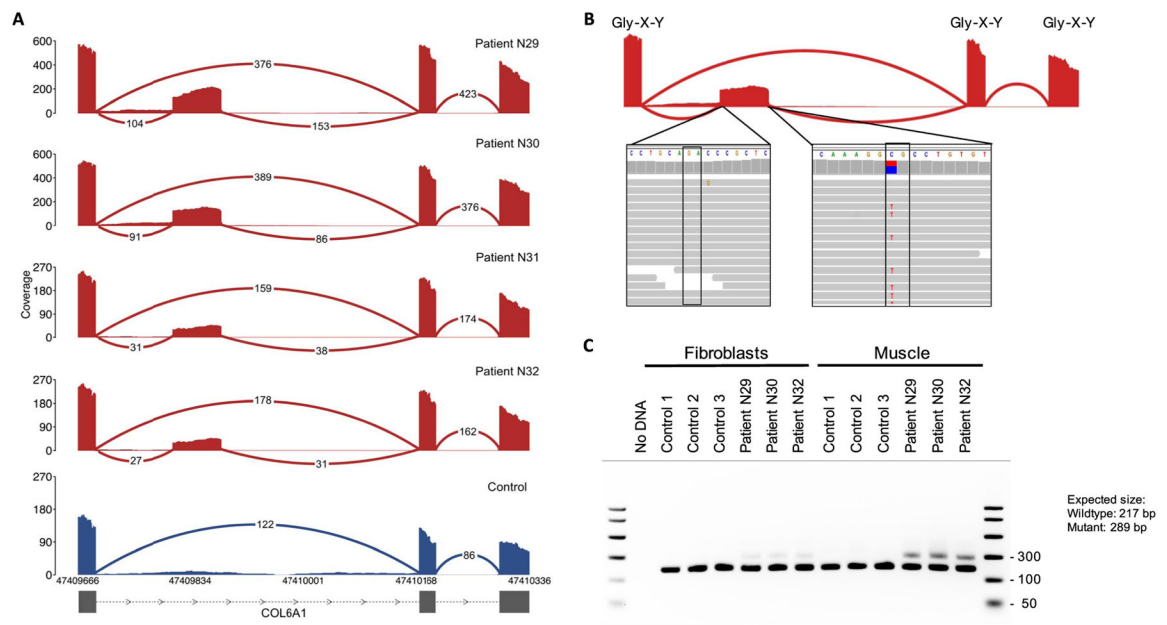 A
600
400
200
0
Patient N29
376
423
104
153
600
400
200
0
Patient N30
389
376
91
86
Coverage
270
180
90
0
Patient N31
159
174
31
38
270
180
90
0
Patient N32
178
162
27
31
270
180
90
0
Control
122
86
47409666
47409834
47410001
47410168
47410336
COL6A1
B
Gly-X-Y
Gly-X-Y
Gly-X-Y
C C T G C A G A C C C G C T C
G
C A A A G G C G C C T G T G T
T
T
T
T
T
T
C
Fibroblasts
Muscle
No DNA
Control 1
Control 2
Control 3
Patient N29
Patient N30
Patient N32
Control 1
Control 2
Control 3
Patient N29
Patient N30
Patient N32
Expected size:
Wildtype: 217 bp
Mutant: 289 bp
- 300
- 100
- 50